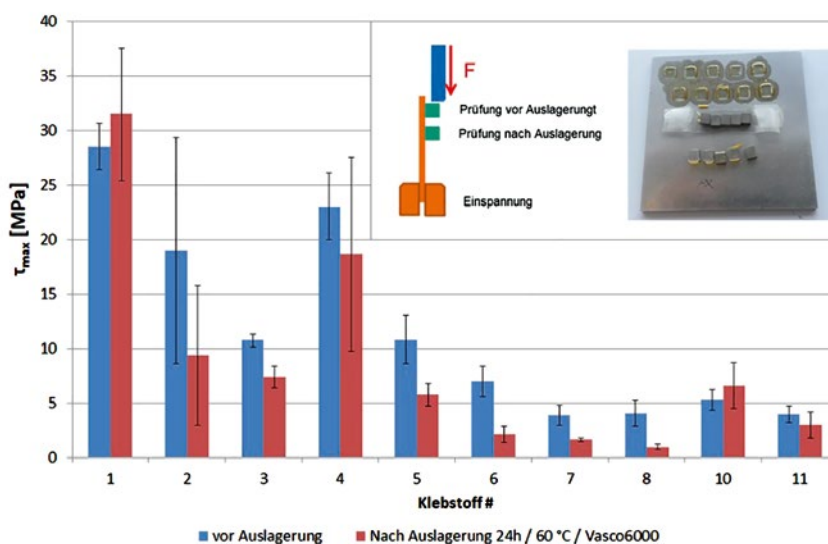 40
35
30
25
20
15
10
5
0
τmax [MPa]
F
Prüfung vor Auslagerungt
Prüfung nach Auslagerung
Einspannung
1 2 3 4 5 6 7 8 10 11
Klebstoff #
vor Auslagerung Nach Auslagerung 24h / 60 °C / Vasco6000